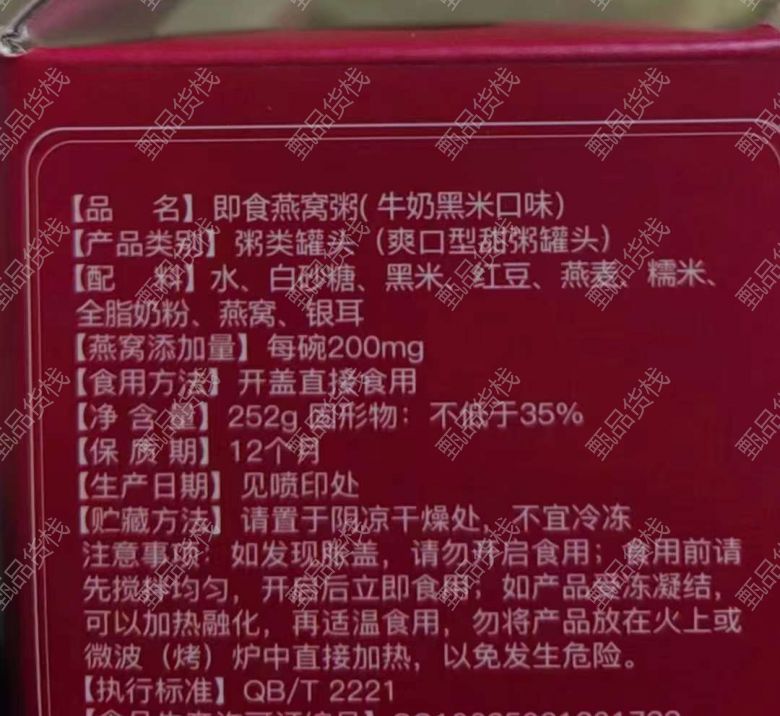 【品 名】即食燕窝粥(牛奶黑米口味)
【产品类别】粥类罐头（爽口型甜粥罐头）
【配 料】水、白砂糖、黑米、红豆、燕麦、糯米、
全脂奶粉、燕窝、银耳
【燕窝添加量】每碗200mg
【食用方法】开盖直接食用
【净 含 量】252g 固形物：不低于35%
【保 质 期】12个月
【生产日期】见喷印处
【贮藏方法】请置于阴凉干燥处，不宜冷冻
注意事项：如发现胀盖，请勿开启食用；食用前请
先搅拌均匀，开启后立即食用；如产品受冻凝结，
可以加热融化，再适温食用，勿将产品放在火上或
微波（烤）炉中直接加热，以免发生危险。
【执行标准】QB/T 2221
甄品货栈